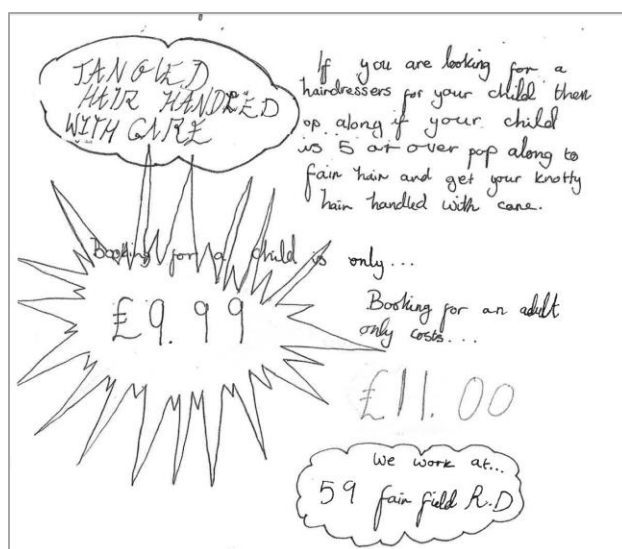 TANGLED
HAIR HANDLED
WITH CARE
If you are looking for a
hairdressers for your child then
op along if your child
is 5 or over pop along to
fair hair and get your knotty
hair handled with care.
Booking for a child is only...
£9.99
Booking for an adult
only costs...
£11.00
We work at...
59 fair field R.D